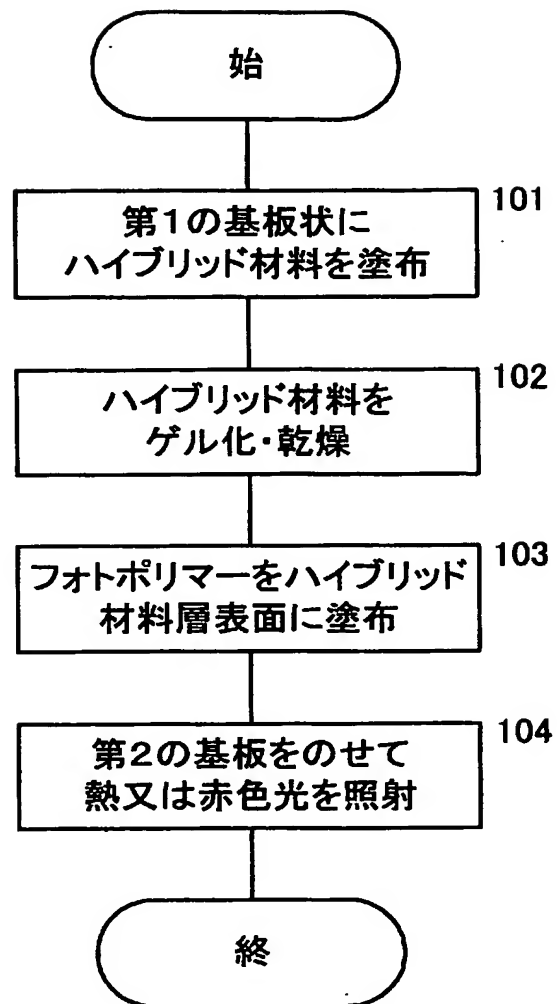 始
101
第1の基板状に
ハイブリッド材料を塗布
102
ハイブリッド材料を
ゲル化・乾燥
103
フォトポリマーをハイブリッド
材料層表面に塗布
104
第2の基板をのせて
熱又は赤色光を照射
終